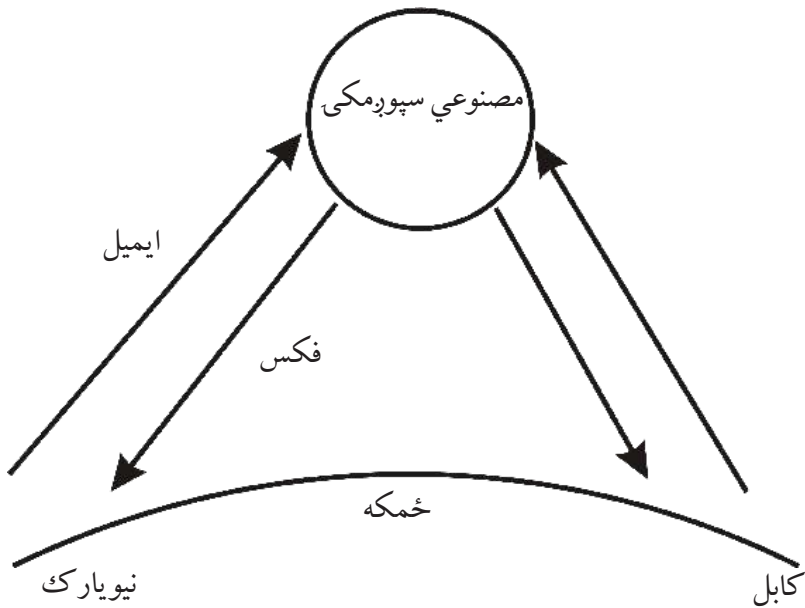 مصنوعي سپوږمکۍ
ایمیل
فکس
ځمکه
نیویارک
کابل